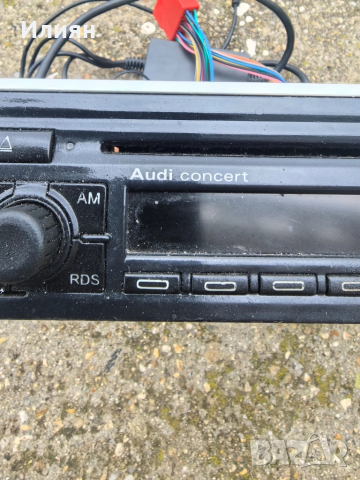 Илиян
Audi concert
AM
RDS
BAZAR